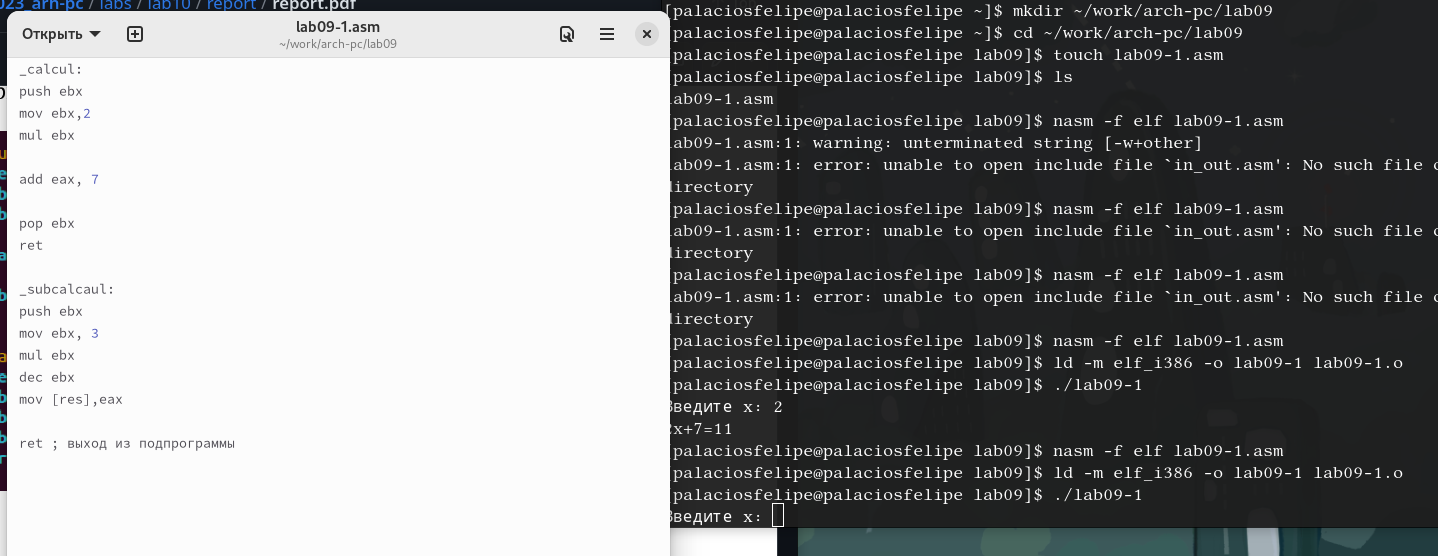 023_arh-pc / labs / lab10 / report / report.pdf
Открыть
lab09-1.asm
~/work/arch-pc/lab09
_calcul:
push ebx
mov ebx,2
mul ebx
add eax, 7
pop ebx
ret
_subcalcaul:
push ebx
mov ebx, 3
mul ebx
dec ebx
mov [res],eax
ret ; выход из подпрограммы
[palaciosfelipe@palaciosfelipe ~]$ mkdir ~/work/arch-pc/lab09
[palaciosfelipe@palaciosfelipe ~]$ cd ~/work/arch-pc/lab09
[palaciosfelipe@palaciosfelipe lab09]$ touch lab09-1.asm
[palaciosfelipe@palaciosfelipe lab09]$ ls
lab09-1.asm
[palaciosfelipe@palaciosfelipe lab09]$ nasm -f elf lab09-1.asm
lab09-1.asm:1: warning: unterminated string [-w+other]
lab09-1.asm:1: error: unable to open include file `in_out.asm': No such file o
directory
[palaciosfelipe@palaciosfelipe lab09]$ nasm -f elf lab09-1.asm
lab09-1.asm:1: error: unable to open include file `in_out.asm': No such file o
directory
[palaciosfelipe@palaciosfelipe lab09]$ nasm -f elf lab09-1.asm
lab09-1.asm:1: error: unable to open include file `in_out.asm': No such file o
directory
[palaciosfelipe@palaciosfelipe lab09]$ nasm -f elf lab09-1.asm
[palaciosfelipe@palaciosfelipe lab09]$ ld -m elf_i386 -o lab09-1 lab09-1.o
[palaciosfelipe@palaciosfelipe lab09]$ ./lab09-1
Введите x: 2
2x+7=11
[palaciosfelipe@palaciosfelipe lab09]$ nasm -f elf lab09-1.asm
[palaciosfelipe@palaciosfelipe lab09]$ ld -m elf_i386 -o lab09-1 lab09-1.o
[palaciosfelipe@palaciosfelipe lab09]$ ./lab09-1
Введите x: